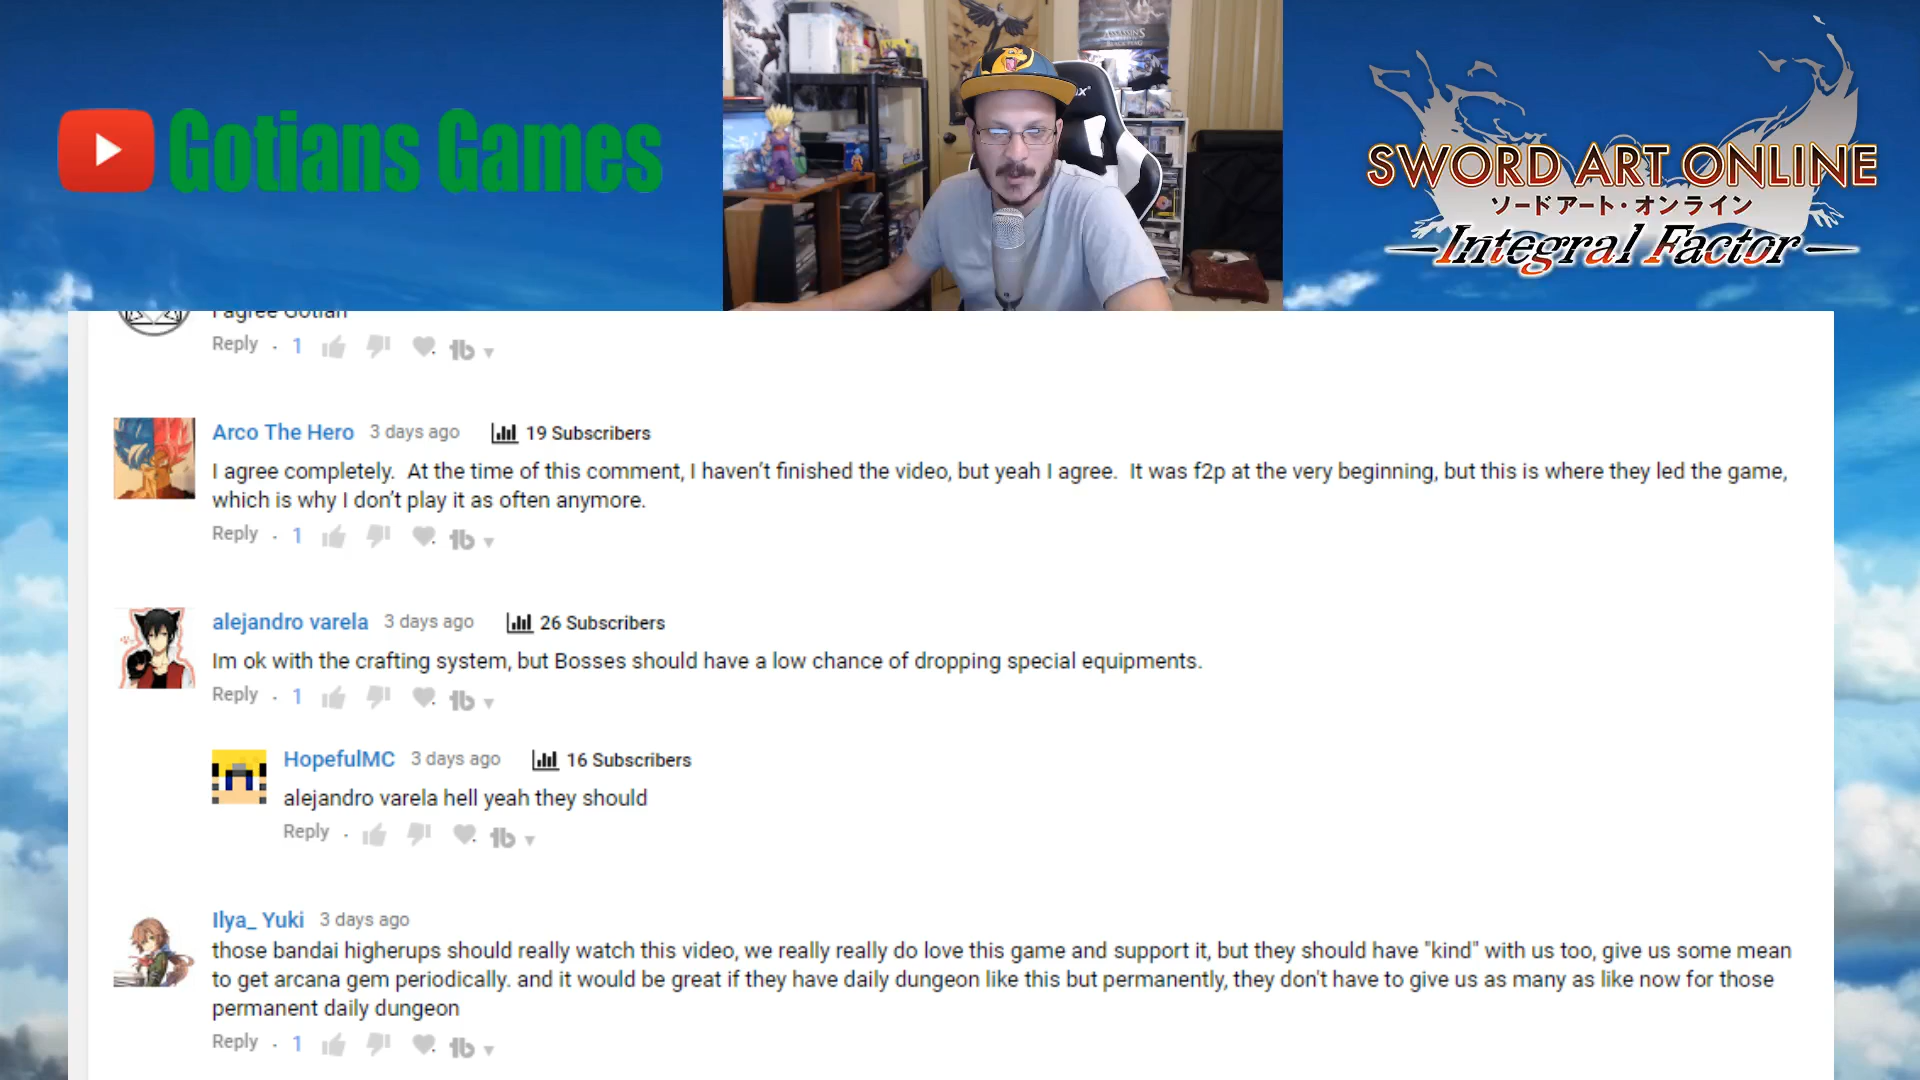 Gotians Games
ASSASSIN'S
SWORD ART ONLINE
ソードアート・オンライン
Integral Factor
I agree Gotian
Reply . 1
Arco The Hero 3 days ago 19 Subscribers
I agree completely. At the time of this comment, I haven't finished the video, but yeah I agree. It was f2p at the very beginning, but this is where they led the game,
which is why I don't play it as often anymore.
Reply . 1
alejandro varela 3 days ago 26 Subscribers
Im ok with the crafting system, but Bosses should have a low chance of dropping special equipments.
Reply . 1
HopefulMC 3 days ago 16 Subscribers
alejandro varela hell yeah they should
Reply .
Ilya_ Yuki 3 days ago
those bandai higherups should really watch this video, we really really do love this game and support it, but they should have "kind" with us too, give us some mean
to get arcana gem periodically. and it would be great if they have daily dungeon like this but permanently, they don't have to give us as many as like now for those
permanent daily dungeon
Reply . 1